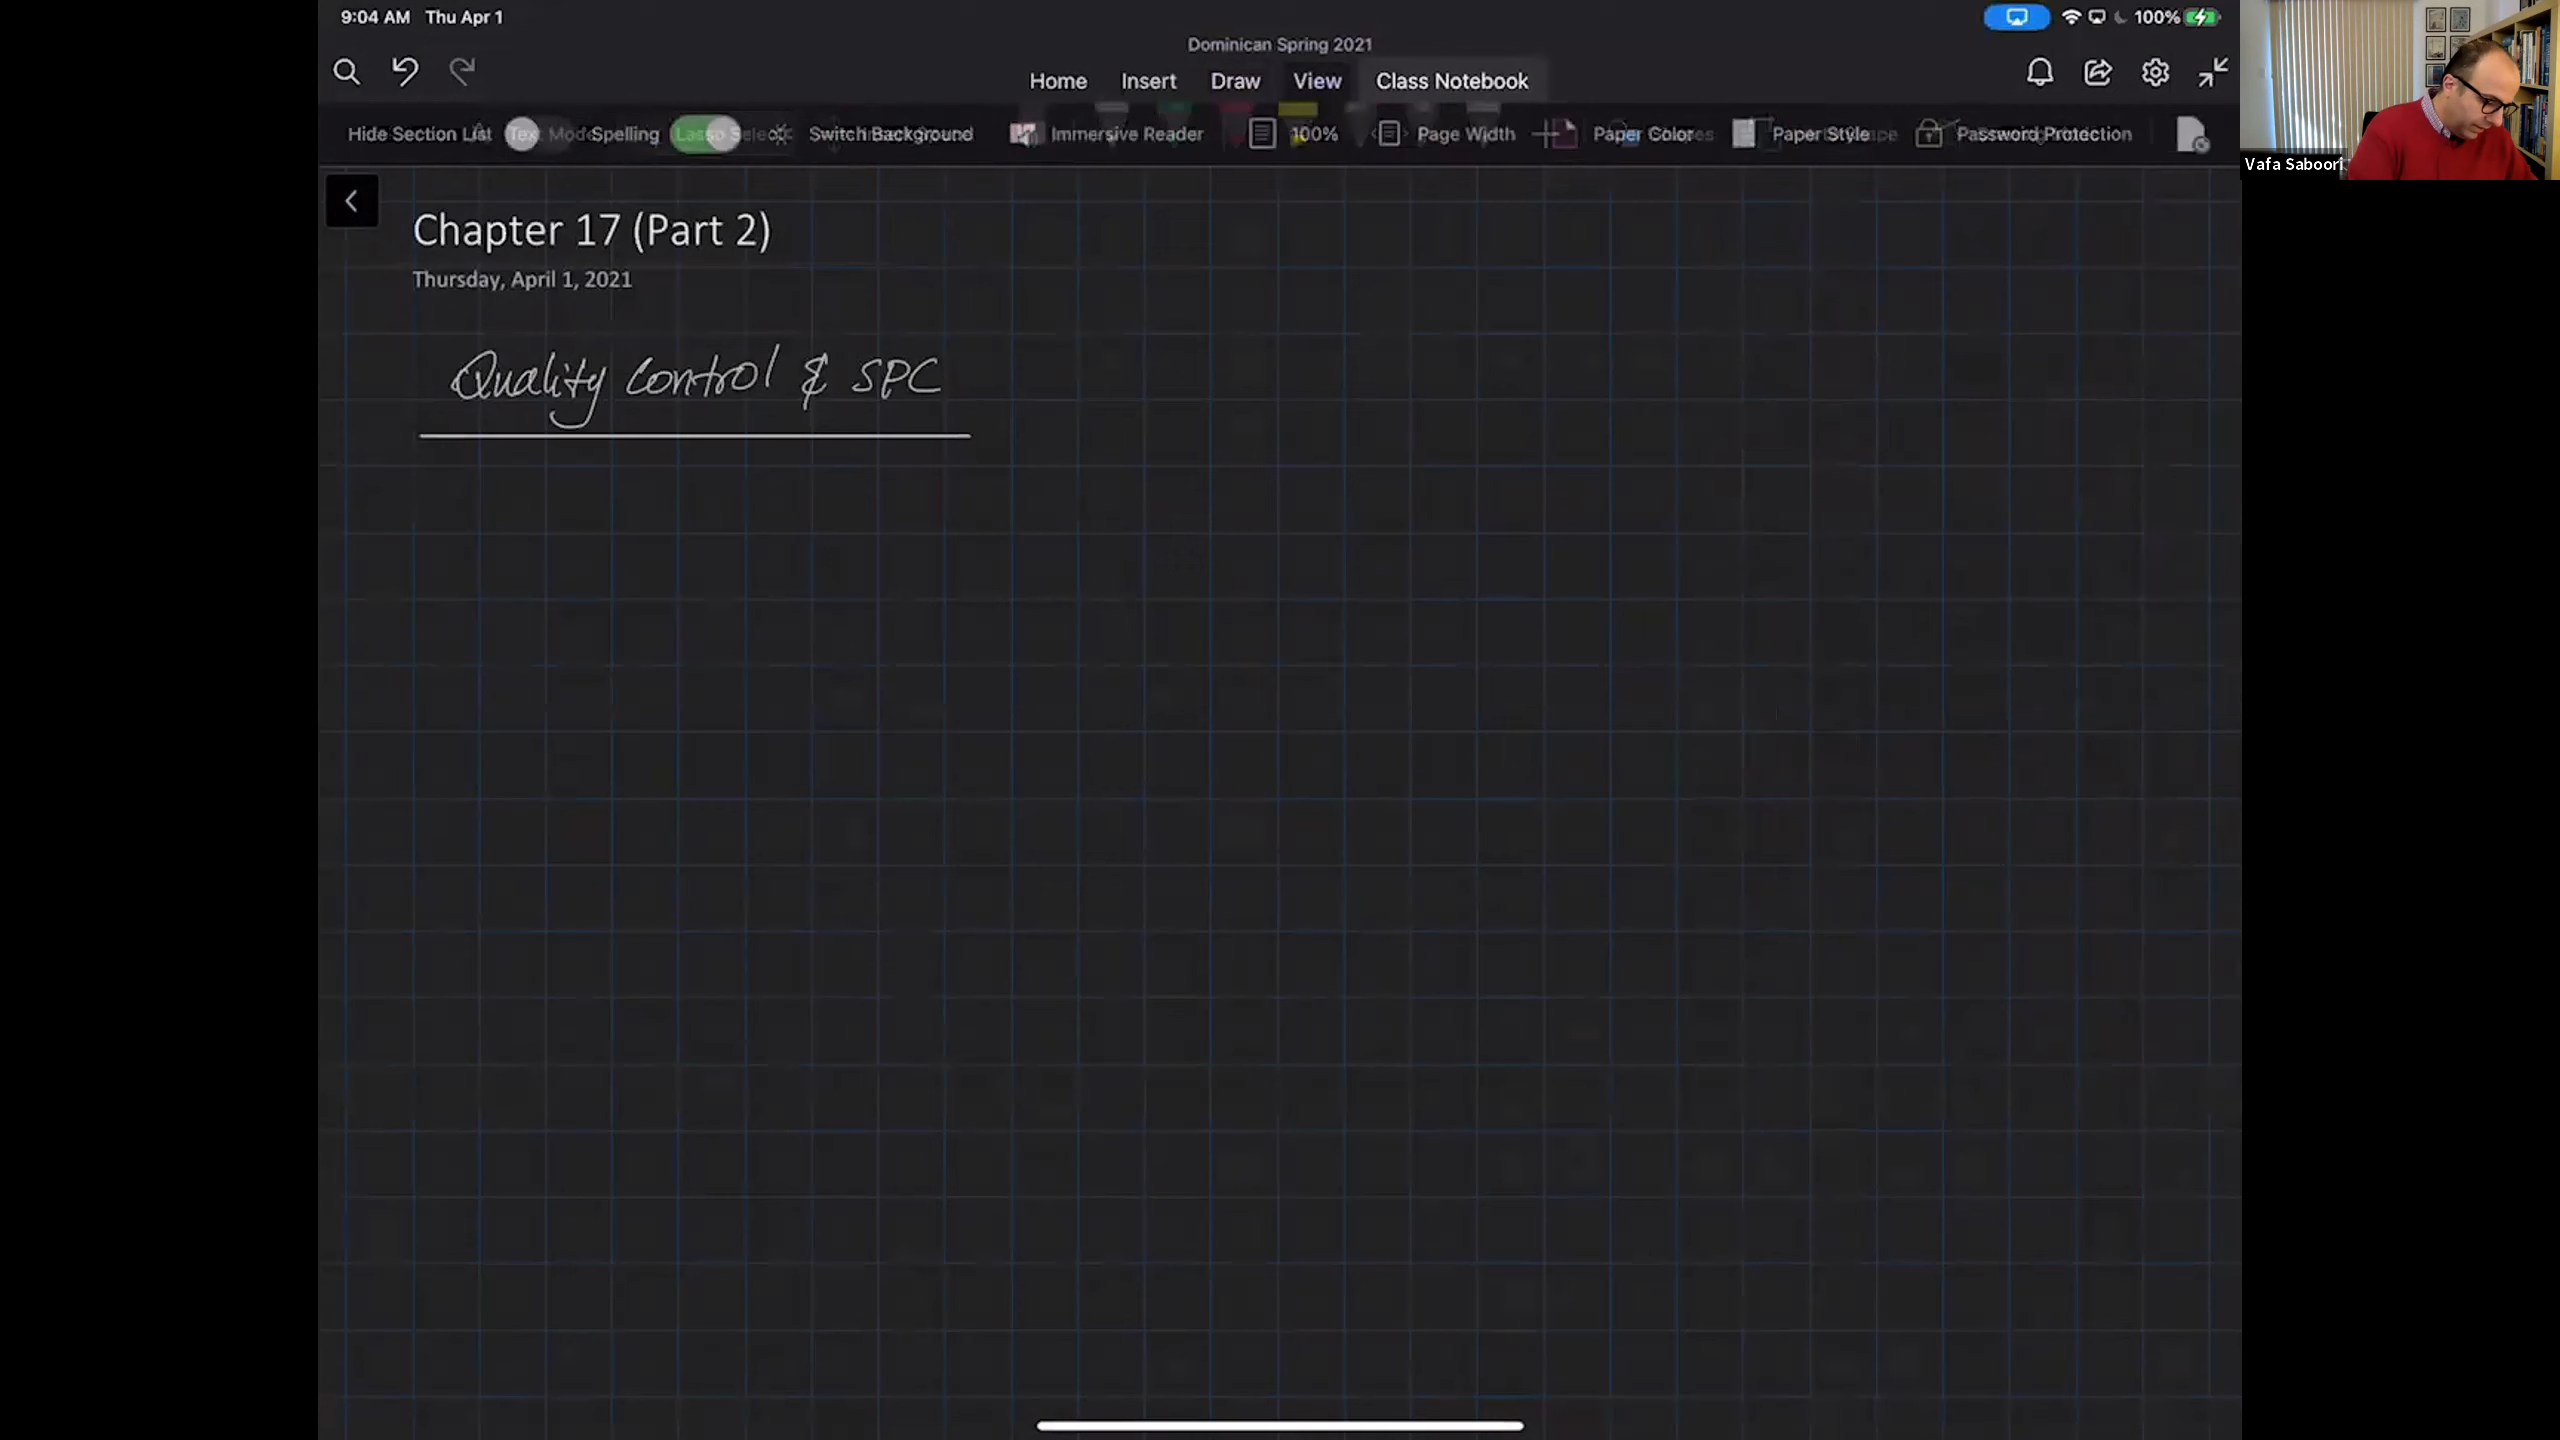 9:04 AM Thu Apr 1
100%
Dominican Spring 2021
Home Insert Draw View Class Notebook
Hide Section List Spelling Switch Background Immersive Reader 100% Page Width Paper Color Paper Style Password Protection
Vafa Saboori
Chapter 17 (Part 2)
Thursday, April 1, 2021
Quality Control & SPC